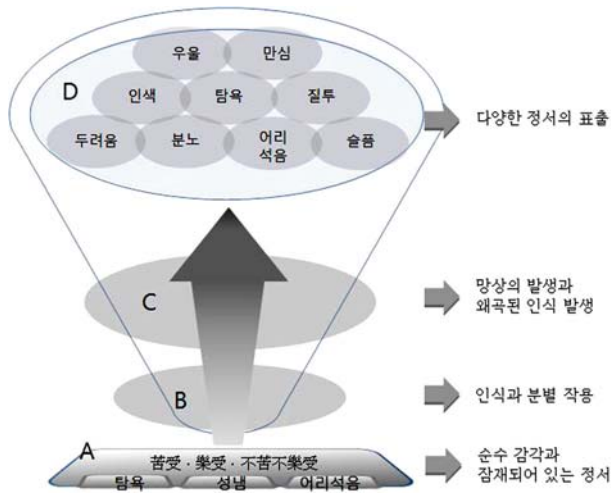 우울 만심
D
인색 탐욕 질투
다양한 정서의 표출
두려움 분노 어리
석음 슬픔
C
망상의 발생과
왜곡된 인식 발생
B
인식과 분별 작용
A
苦受 · 樂受 · 不苦不樂受
탐욕 성냄 어리석음
순수 감각과
잠재되어 있는 정서